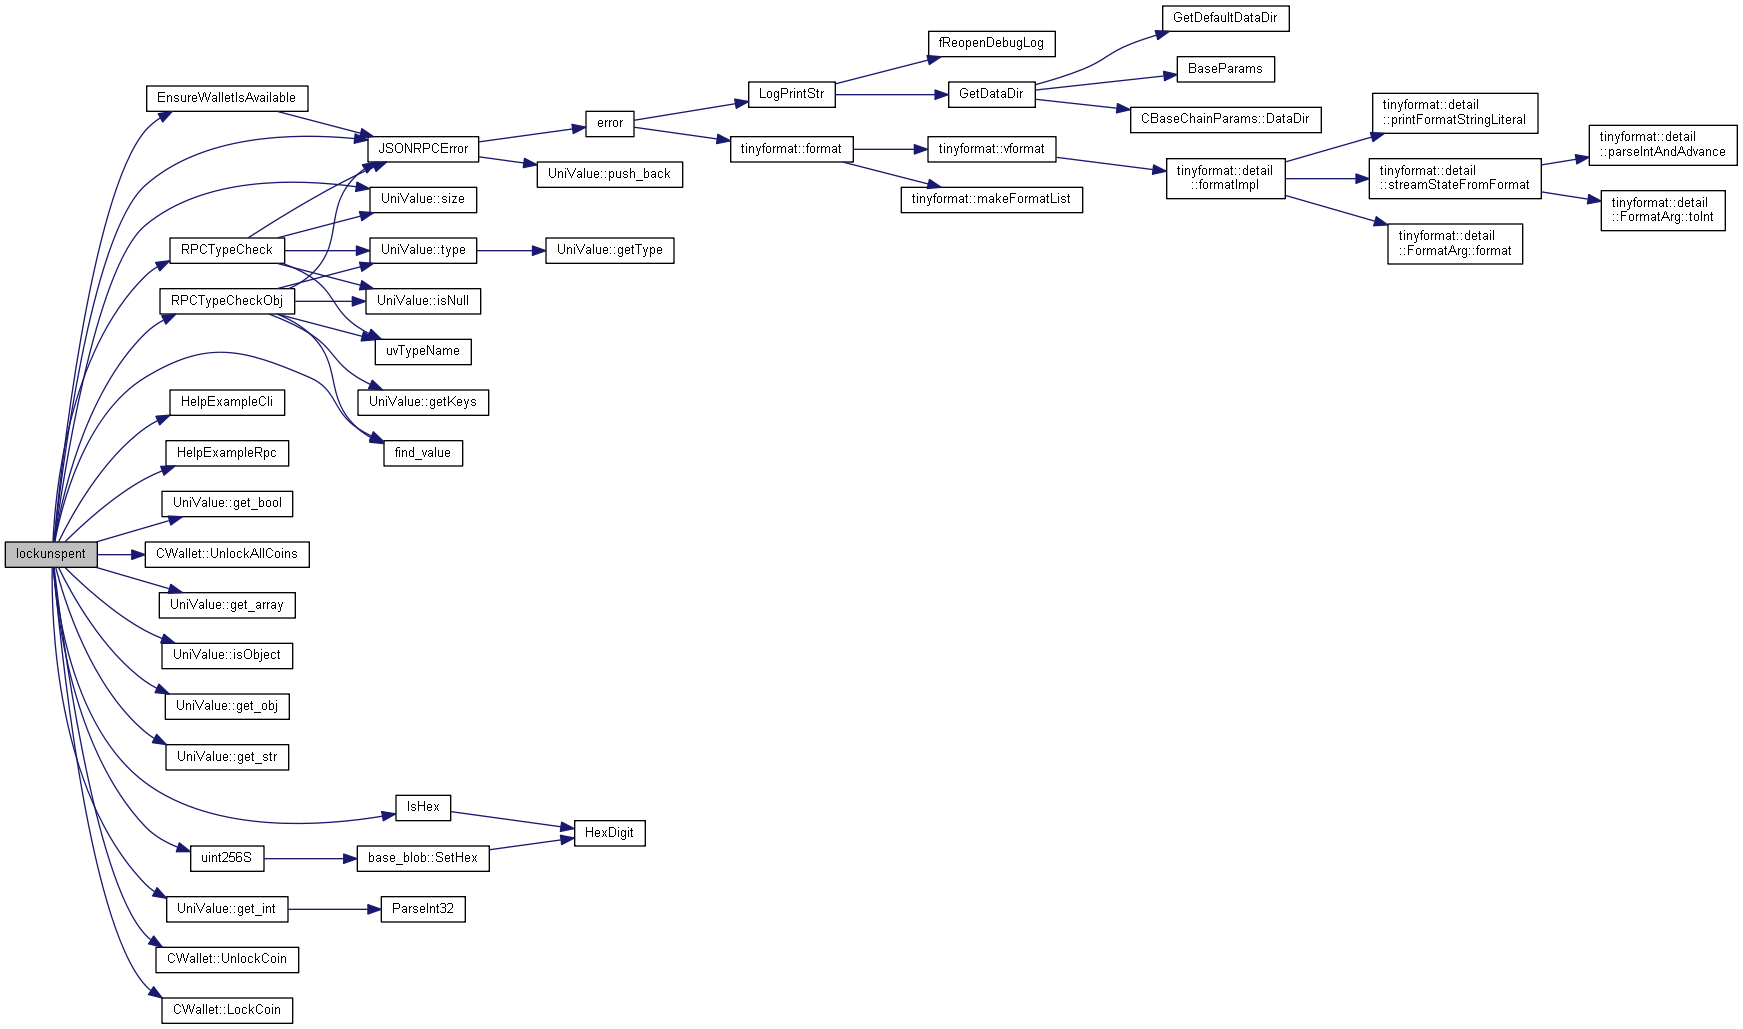 GetDefaultDataDir
fReopenDebugLog
BaseParams
EnsureWalletIsAvailable
LogPrintStr
GetDataDir
tinyformat::detail
::printFormatStringLiteral
CBaseChainParams::DataDir
error
JSONRPCError
tinyformat::format
tinyformat::vformat
tinyformat::detail
::parseIntAndAdvance
UniValue::push_back
tinyformat::detail
::formatImpl
tinyformat::detail
::streamStateFromFormat
UniValue::size
tinyformat::makeFormatList
tinyformat::detail
::FormatArg::toInt
RPCTypeCheck
UniValue::type
UniValue::getType
tinyformat::detail
::FormatArg::format
RPCTypeCheckObj
UniValue::isNull
uvTypeName
HelpExampleCli
UniValue::getKeys
HelpExampleRpc
find_value
UniValue::get_bool
lockunspent
CWallet::UnlockAllCoins
UniValue::get_array
UniValue::isObject
UniValue::get_obj
UniValue::get_str
IsHex
HexDigit
uint256S
base_blob::SetHex
UniValue::get_int
ParseInt32
CWallet::UnlockCoin
CWallet::LockCoin